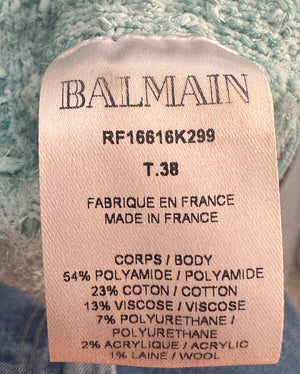 BALMAIN
RF16616K299
T.38
FABRIQUE EN FRANCE
MADE IN FRANCE
CORPS / BODY
54% POLYAMIDE / POLYAMIDE
23% COTON / COTTON
13% VISCOSE / VISCOSE
7% POLYURETHANE /
POLYURETHANE
2% ACRYLIQUE / ACRYLIC
1% LAINE / WOOL